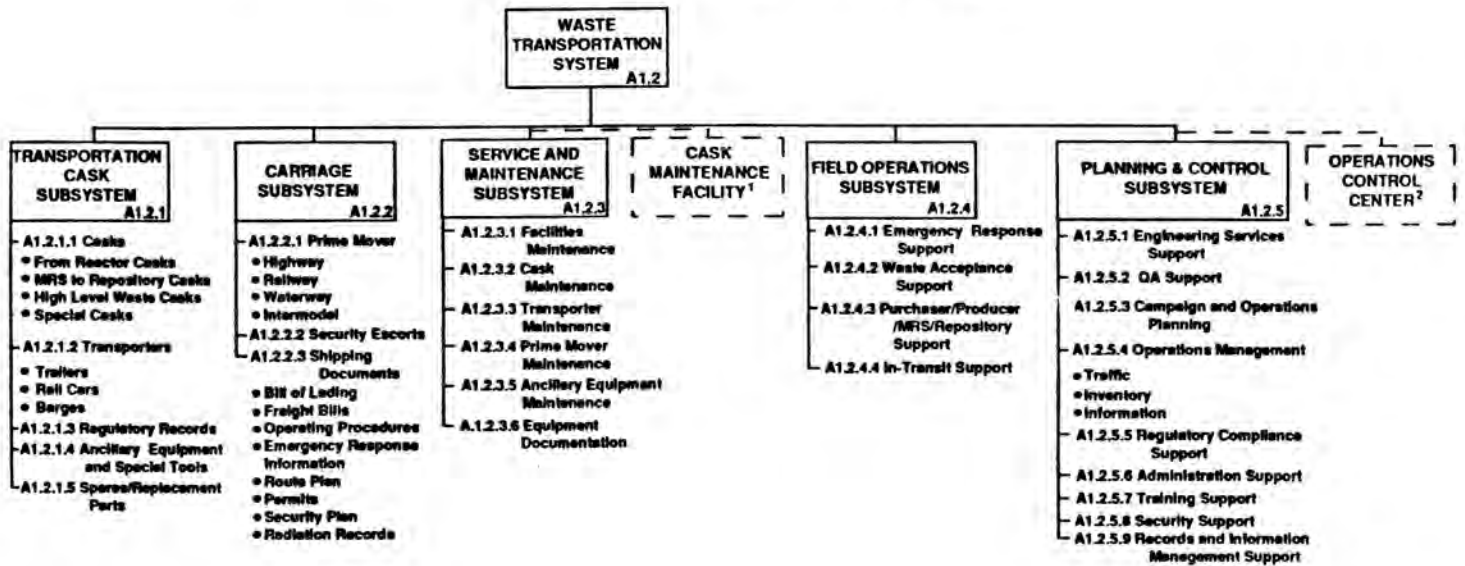 WASTE
TRANSPORTATION
SYSTEM
A1.2
TRANSPORTATION
CASK
SUBSYSTEM
A1.2.1
A1.2.1.1 Casks
• From Reactor Casks
• MRS to Repository Casks
• High Level Waste Casks
• Special Casks
A1.2.1.2 Transporters
• Trailers
• Rail Cars
• Barges
A1.2.1.3 Regulatory Records
A1.2.1.4 Ancillary Equipment
and Special Tools
A1.2.1.5 Spares/Replacement
Parts
CARRIAGE
SUBSYSTEM
A1.2.2
A1.2.2.1 Prime Mover
• Highway
• Railway
• Waterway
• Intermodel
A1.2.2.2 Security Escorts
A1.2.2.3 Shipping
Documents
• Bill of Lading
• Freight Bills
• Operating Procedures
• Emergency Response
Information
• Route Plan
• Permits
• Security Plan
• Radiation Records
SERVICE AND
MAINTENANCE
SUBSYSTEM
A1.2.3
A1.2.3.1 Facilities
Maintenance
A1.2.3.2 Cask
Maintenance
A1.2.3.3 Transporter
Maintenance
A1.2.3.4 Prime Mover
Maintenance
A1.2.3.5 Ancillary Equipment
Maintenance
A.1.2.3.6 Equipment
Documentation
CASK
MAINTENANCE
FACILITY¹
FIELD OPERATIONS
SUBSYSTEM
A1.2.4
A1.2.4.1 Emergency Response
Support
A1.2.4.2 Waste Acceptance
Support
A1.2.4.3 Purchaser/Producer
/MRS/Repository
Support
A1.2.4.4 In-Transit Support
PLANNING & CONTROL
SUBSYSTEM
A1.2.5
A1.2.5.1 Engineering Services
Support
A1.2.5.2 QA Support
A1.2.5.3 Campaign and Operations
Planning
A1.2.5.4 Operations Management
• Traffic
• Inventory
• Information
A1.2.5.5 Regulatory Compliance
Support
A1.2.5.6 Administration Support
A1.2.5.7 Training Support
A1.2.5.8 Security Support
A1.2.5.9 Records and Information
Management Support
OPERATIONS
CONTROL
CENTER²